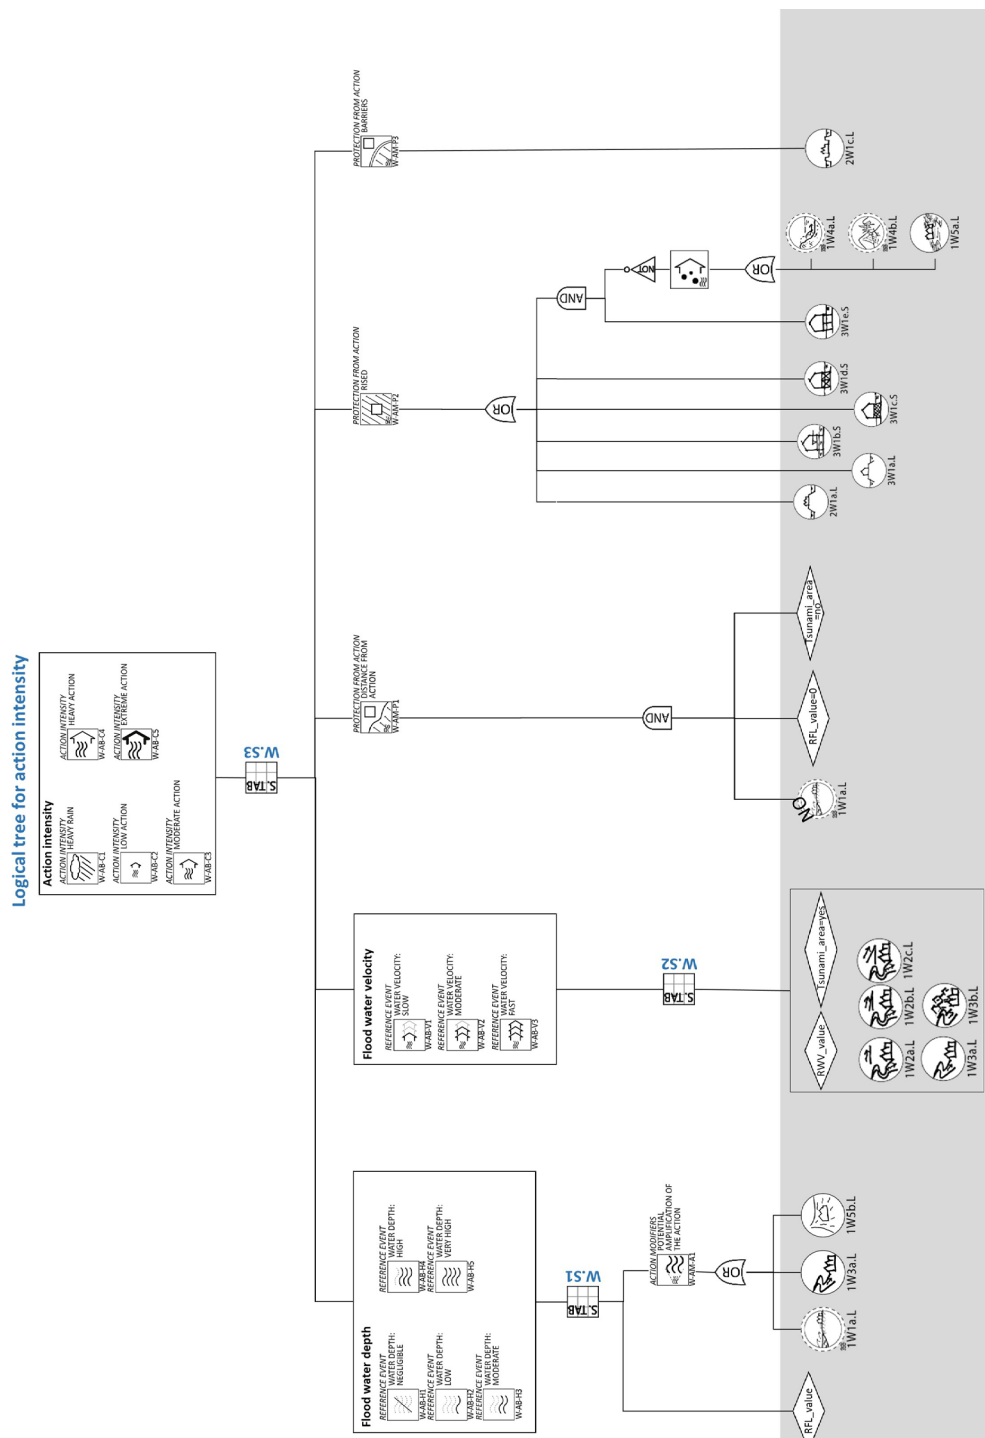 Logical tree for action intensity
Action intensity
ACTION INTENSITY
HEAVY RAIN
W-AB-C1
ACTION INTENSITY
LOW ACTION
W-AB-C2
ACTION INTENSITY
MODERATE ACTION
W-AB-C3
ACTION INTENSITY
HEAVY ACTION
W-AB-C4
ACTION INTENSITY
EXTREME ACTION
W-AB-C5
S.TAB
W.S3
Flood water depth
REFERENCE EVENT
WATER DEPTH:
NEGLIGIBLE
W-AB-H1
REFERENCE EVENT
WATER DEPTH:
LOW
W-AB-H2
REFERENCE EVENT
WATER DEPTH:
MODERATE
W-AB-H3
REFERENCE EVENT
WATER DEPTH:
HIGH
W-AB-H4
REFERENCE EVENT
WATER DEPTH:
VERY HIGH
W-AB-H5
S.TAB
W.S1
ACTION MODIFIERS
POTENTIAL
AMPLIFICATION OF
THE ACTION
W-AM-A1
OR
RFL_value
1W1a.L
1W3a.L
1W5b.L
Flood water velocity
REFERENCE EVENT
WATER VELOCITY:
SLOW
W-AB-V1
REFERENCE EVENT
WATER VELOCITY:
MODERATE
W-AB-V2
REFERENCE EVENT
WATER VELOCITY:
FAST
W-AB-V3
S.TAB
W.S2
RWV_value
Tsunami_area=yes
1W2a.L
1W2b.L
1W2c.L
1W3a.L
1W3b.L
PROTECTION FROM ACTION
DISTANCE FROM
ACTION
W-AM-P1
AND
NO
1W1a.L
RFL_value=0
Tsunami_area
=no
PROTECTION FROM ACTION
RISED
W-AM-P2
OR
2W1a.L
3W1a.L
3W1b.S
3W1c.S
3W1d.S
AND
3W1e.S
NOT
OR
1W4a.L
1W4b.L
1W5a.L
PROTECTION FROM ACTION
BARRIERS
W-AM-P3
2W1c.L